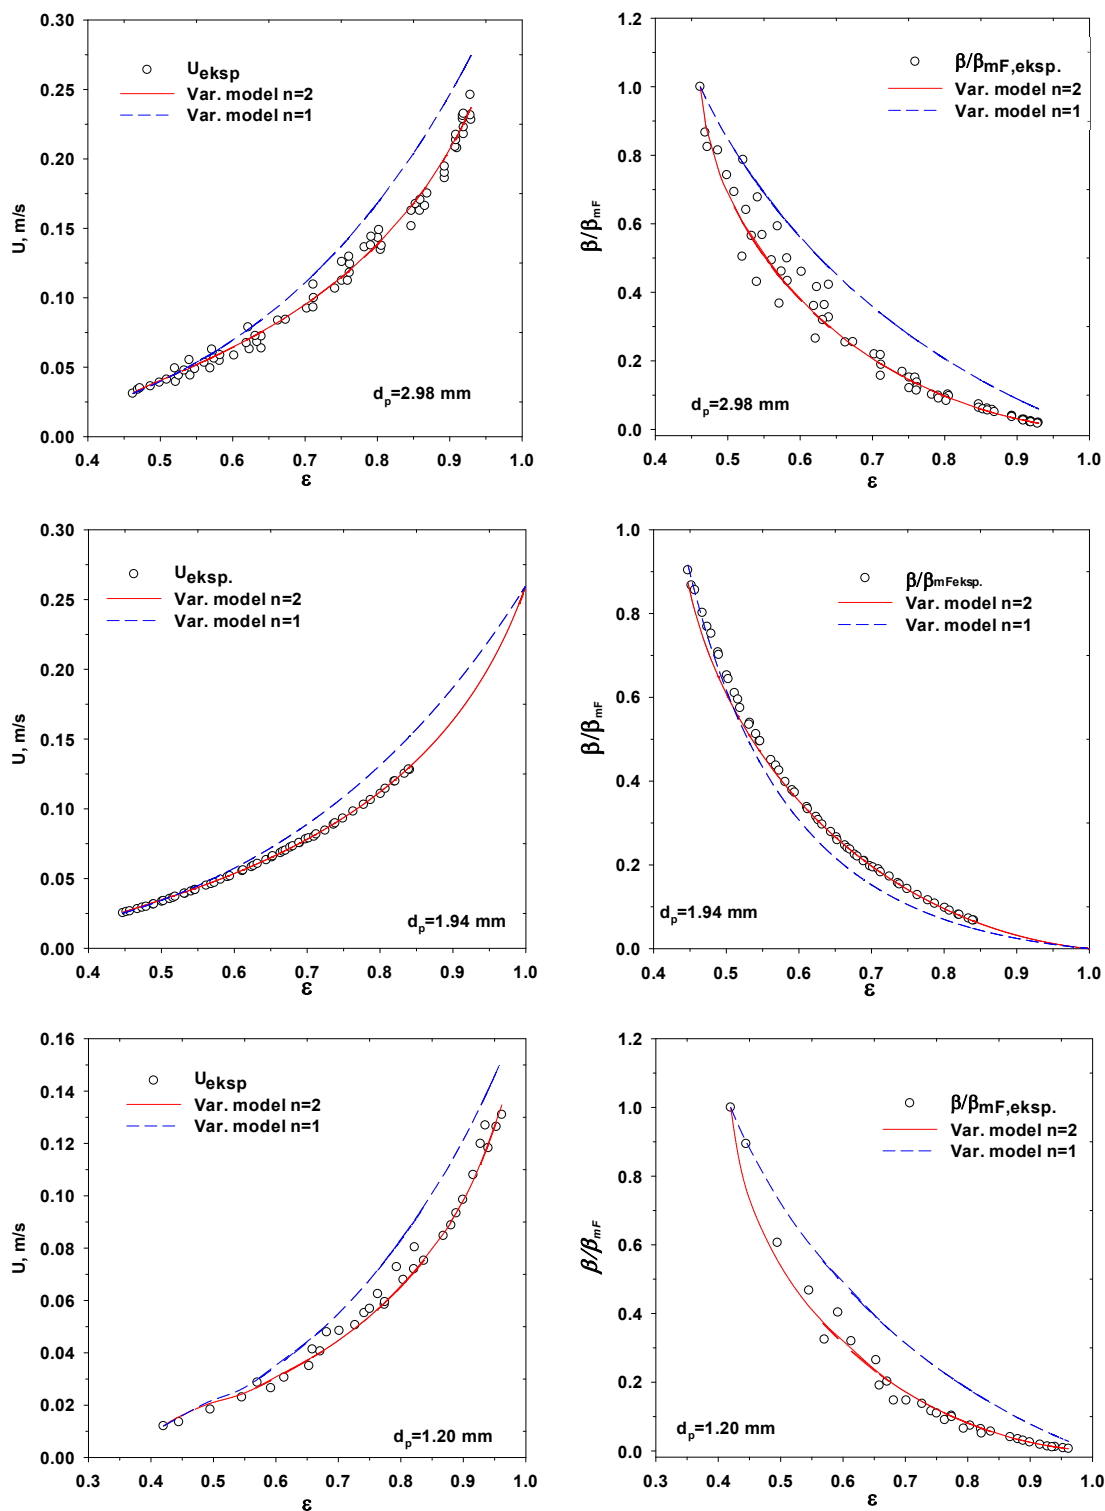 0.30
0.25
0.20
0.15
0.10
0.05
0.00
U, m/s
U eksp
Var. model n=2
Var. model n=1
dp=2.98 mm
0.4 0.5 0.6 0.7 0.8 0.9 1.0
ε
1.2
1.0
0.8
0.6
0.4
0.2
0.0
β/βmF
β/βmF,eksp.
Var. model n=2
Var. model n=1
dp=2.98 mm
0.4 0.5 0.6 0.7 0.8 0.9 1.0
ε
0.30
0.25
0.20
0.15
0.10
0.05
0.00
U, m/s
Ueksp.
Var. model n=2
Var. model n=1
dp=1.94 mm
0.4 0.5 0.6 0.7 0.8 0.9 1.0
ε
1.0
0.8
0.6
0.4
0.2
0.0
β/βmF
β/βmFeksp.
Var. model n=2
Var. model n=1
dp=1.94 mm
0.4 0.5 0.6 0.7 0.8 0.9 1.0
ε
0.16
0.14
0.12
0.10
0.08
0.06
0.04
0.02
0.00
U, m/s
Ueksp
Var. model n=2
Var. model n=1
dp=1.20 mm
0.3 0.4 0.5 0.6 0.7 0.8 0.9 1.0
ε
1.2
1.0
0.8
0.6
0.4
0.2
0.0
β/βmF
β/βmF,eksp.
Var. model n=2
Var. model n=1
dp=1.20 mm
0.3 0.4 0.5 0.6 0.7 0.8 0.9 1.0
ε